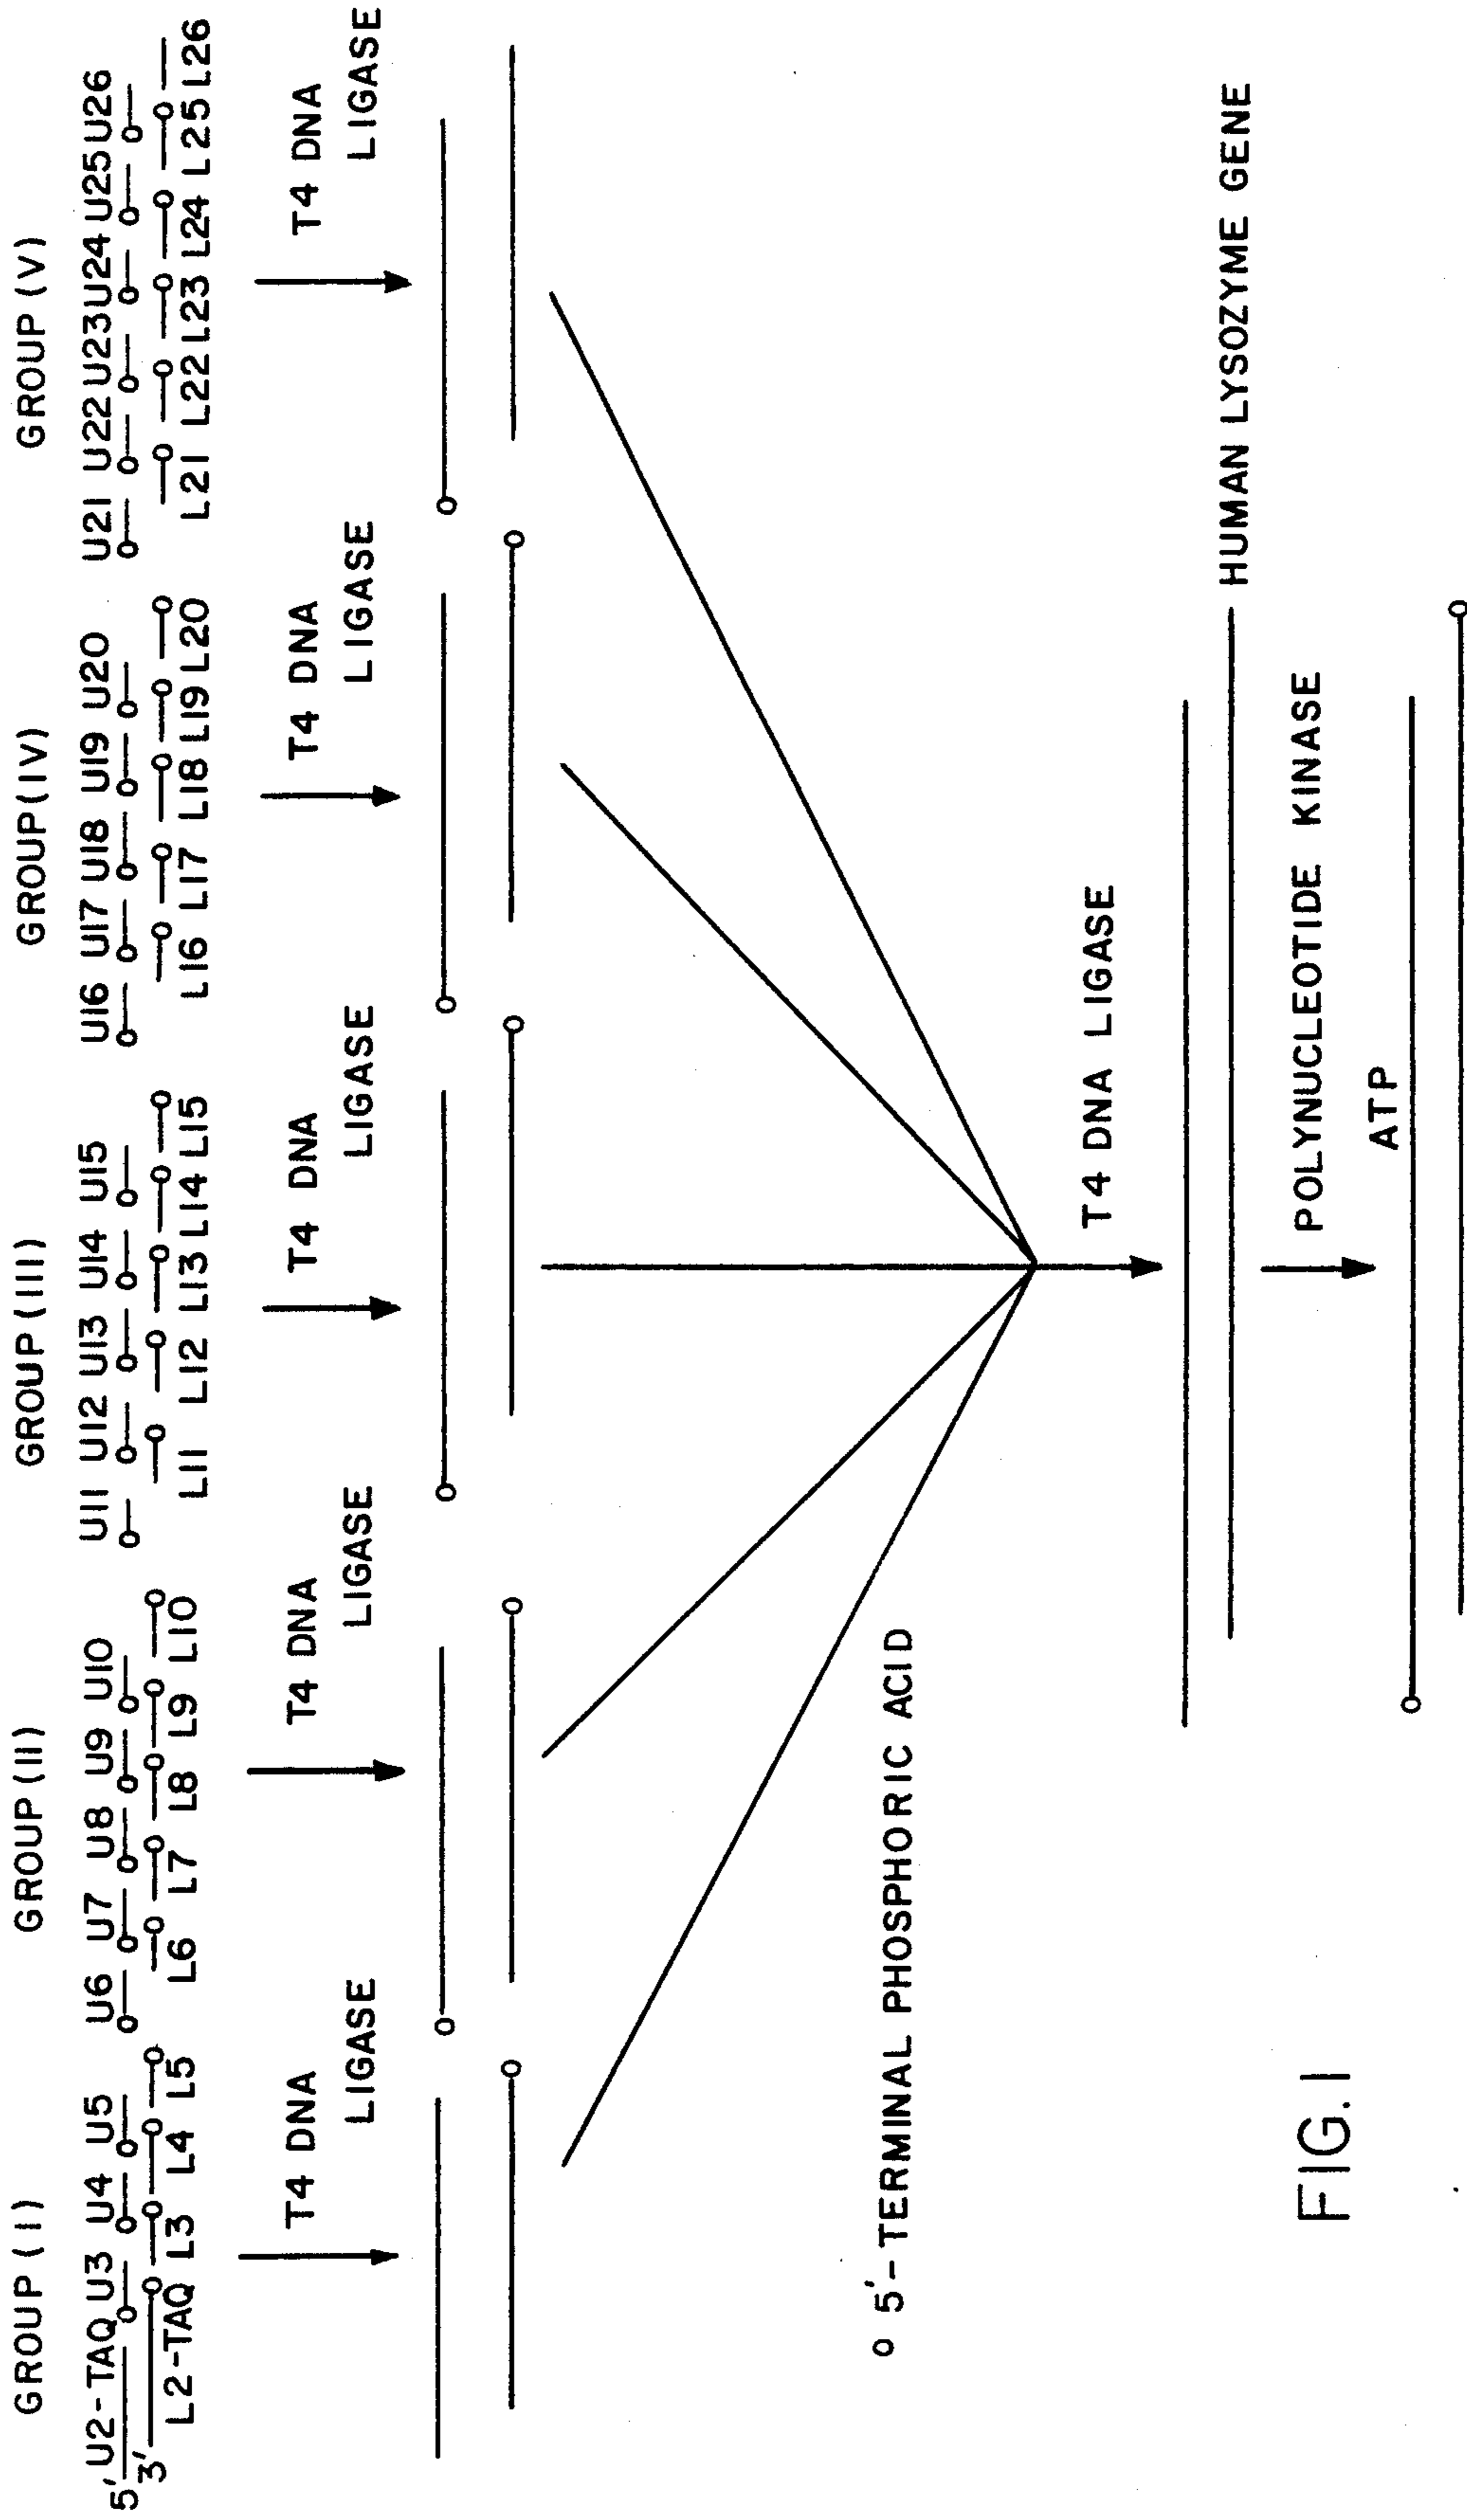 GROUP (I)
GROUP (II)
GROUP (III)
GROUP (IV)
GROUP (V)
5' U2-TAQ U3 U4 U5
U6 U7 U8 U9 U10
U11 U12 U13 U14 U15
U16 U17 U18 U19 U20
U21 U22 U23 U24 U25 U26
3'
L2-TAQ L3 L4 L5
L6 L7 L8 L9 L10
L11 L12 L13 L14 L15
L16 L17 L18 L19 L20
L21 L22 L23 L24 L25 L26
T4 DNA
LIGASE
T4 DNA
LIGASE
T4 DNA
LIGASE
T4 DNA
LIGASE
T4 DNA
LIGASE
o 5'-TERMINAL PHOSPHORIC ACID
T4 DNA LIGASE
HUMAN LYSOZYME GENE
POLYNUCLEOTIDE KINASE
ATP
FIG.1